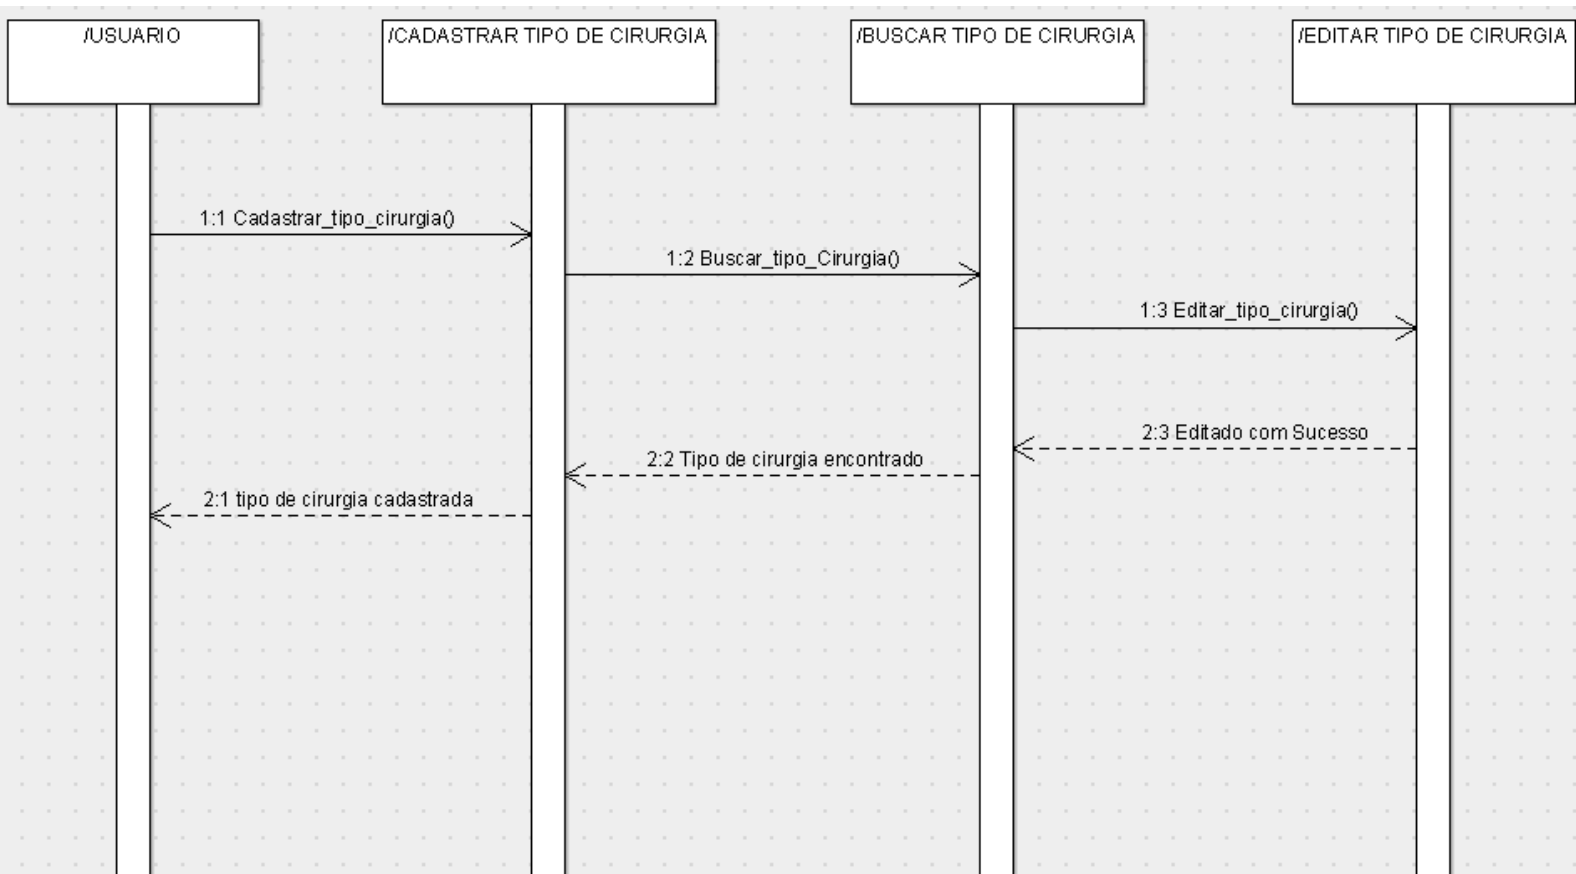 /USUARIO
/CADASTRAR TIPO DE CIRURGIA
/BUSCAR TIPO DE CIRURGIA
/EDITAR TIPO DE CIRURGIA
1:1 Cadastrar_tipo_cirurgia()
1:2 Buscar_tipo_Cirurgia()
1:3 Editar_tipo_cirurgia()
2:3 Editado com Sucesso
2:2 Tipo de cirurgia encontrado
2:1 tipo de cirurgia cadastrada